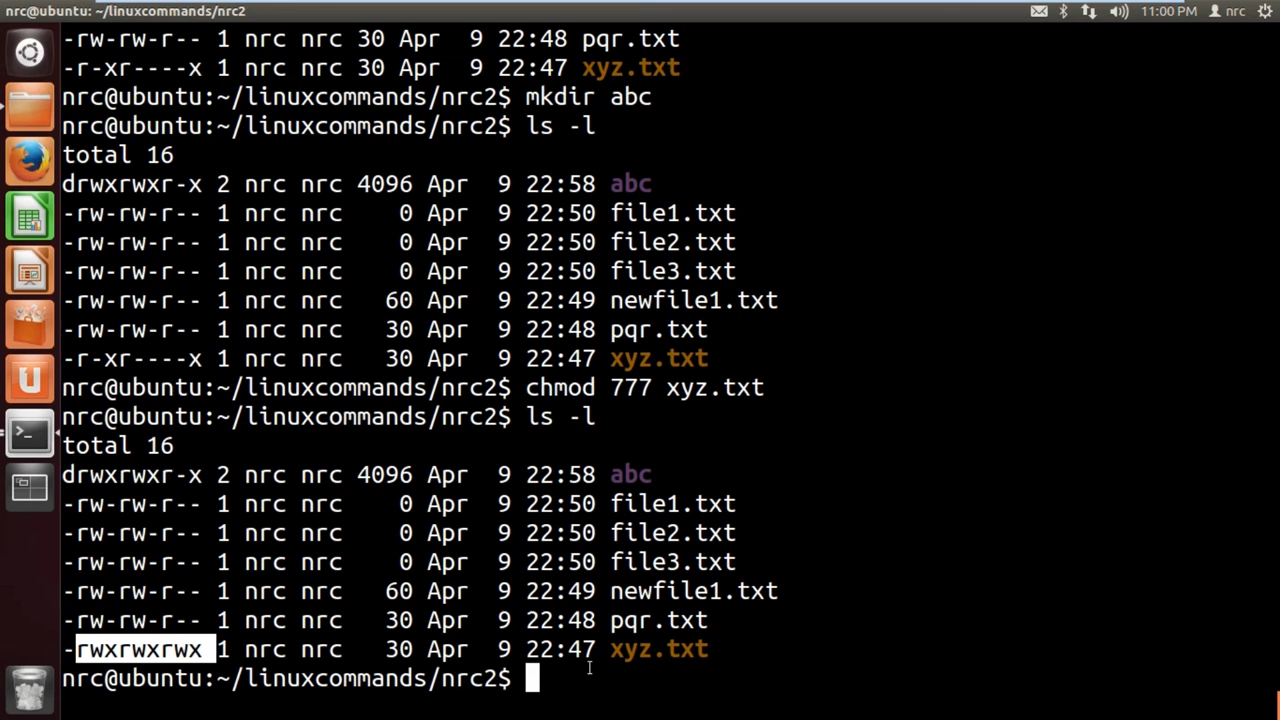 nrc@ubuntu: ~/linuxcommands/nrc2 11:00 PM nrc
-rw-rw-r-- 1 nrc nrc 30 Apr  9 22:48 pqr.txt
-r-xr----x 1 nrc nrc 30 Apr  9 22:47 xyz.txt
nrc@ubuntu:~/linuxcommands/nrc2$ mkdir abc
nrc@ubuntu:~/linuxcommands/nrc2$ ls -l
total 16
drwxrwxr-x 2 nrc nrc 4096 Apr  9 22:58 abc
-rw-rw-r-- 1 nrc nrc    0 Apr  9 22:50 file1.txt
-rw-rw-r-- 1 nrc nrc    0 Apr  9 22:50 file2.txt
-rw-rw-r-- 1 nrc nrc    0 Apr  9 22:50 file3.txt
-rw-rw-r-- 1 nrc nrc   60 Apr  9 22:49 newfile1.txt
-rw-rw-r-- 1 nrc nrc   30 Apr  9 22:48 pqr.txt
-r-xr----x 1 nrc nrc   30 Apr  9 22:47 xyz.txt
nrc@ubuntu:~/linuxcommands/nrc2$ chmod 777 xyz.txt
nrc@ubuntu:~/linuxcommands/nrc2$ ls -l
total 16
drwxrwxr-x 2 nrc nrc 4096 Apr  9 22:58 abc
-rw-rw-r-- 1 nrc nrc    0 Apr  9 22:50 file1.txt
-rw-rw-r-- 1 nrc nrc    0 Apr  9 22:50 file2.txt
-rw-rw-r-- 1 nrc nrc    0 Apr  9 22:50 file3.txt
-rw-rw-r-- 1 nrc nrc   60 Apr  9 22:49 newfile1.txt
-rw-rw-r-- 1 nrc nrc   30 Apr  9 22:48 pqr.txt
-rwxrwxrwx 1 nrc nrc   30 Apr  9 22:47 xyz.txt
nrc@ubuntu:~/linuxcommands/nrc2$